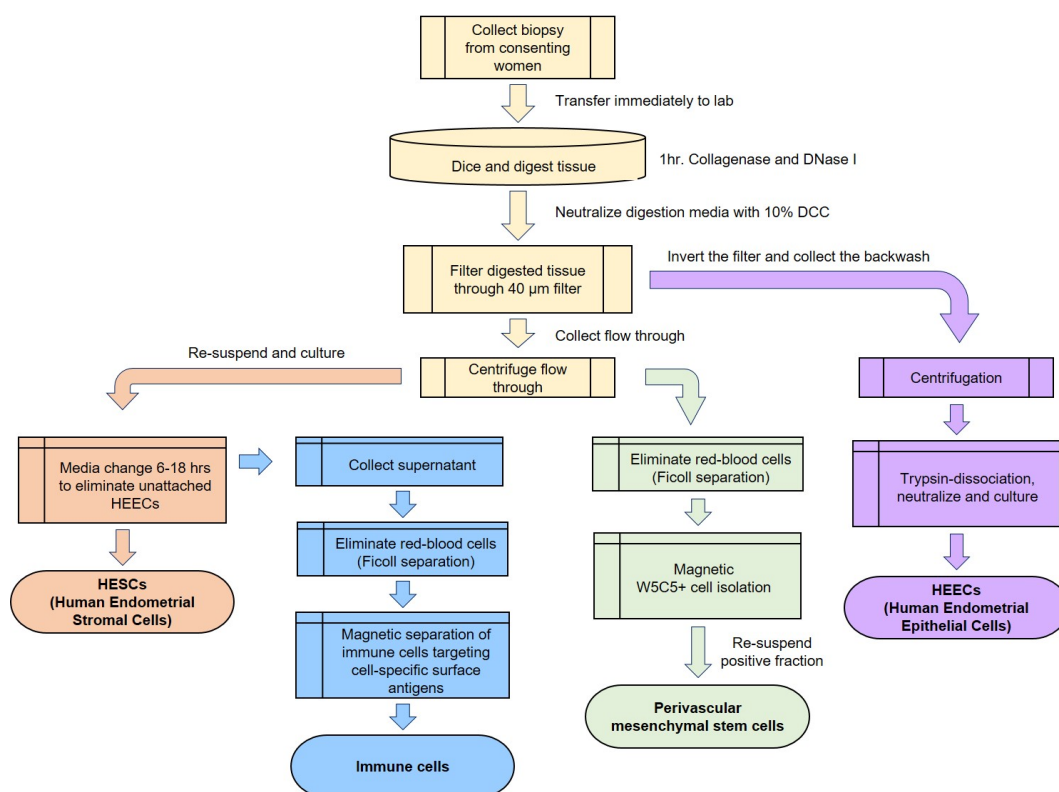 Collect biopsy
from consenting
women
Transfer immediately to lab
Dice and digest tissue
1hr. Collagenase and DNase I
Neutralize digestion media with 10% DCC
Filter digested tissue
through 40 µm filter
Invert the filter and collect the backwash
Collect flow through
Re-suspend and culture
Centrifuge flow
through
Centrifugation
Media change 6-18 hrs
to eliminate unattached
HEECs
Collect supernatant
Eliminate red-blood cells
(Ficoll separation)
Trypsin-dissociation,
neutralize and culture
Eliminate red-blood cells
(Ficoll separation)
Magnetic
W5C5+ cell isolation
HESCs
(Human Endometrial
Stromal Cells)
HEECs
(Human Endometrial
Epithelial Cells)
Magnetic separation of
immune cells targeting
cell-specific surface
antigens
Re-suspend
positive fraction
Perivascular
mesenchymal stem cells
Immune cells